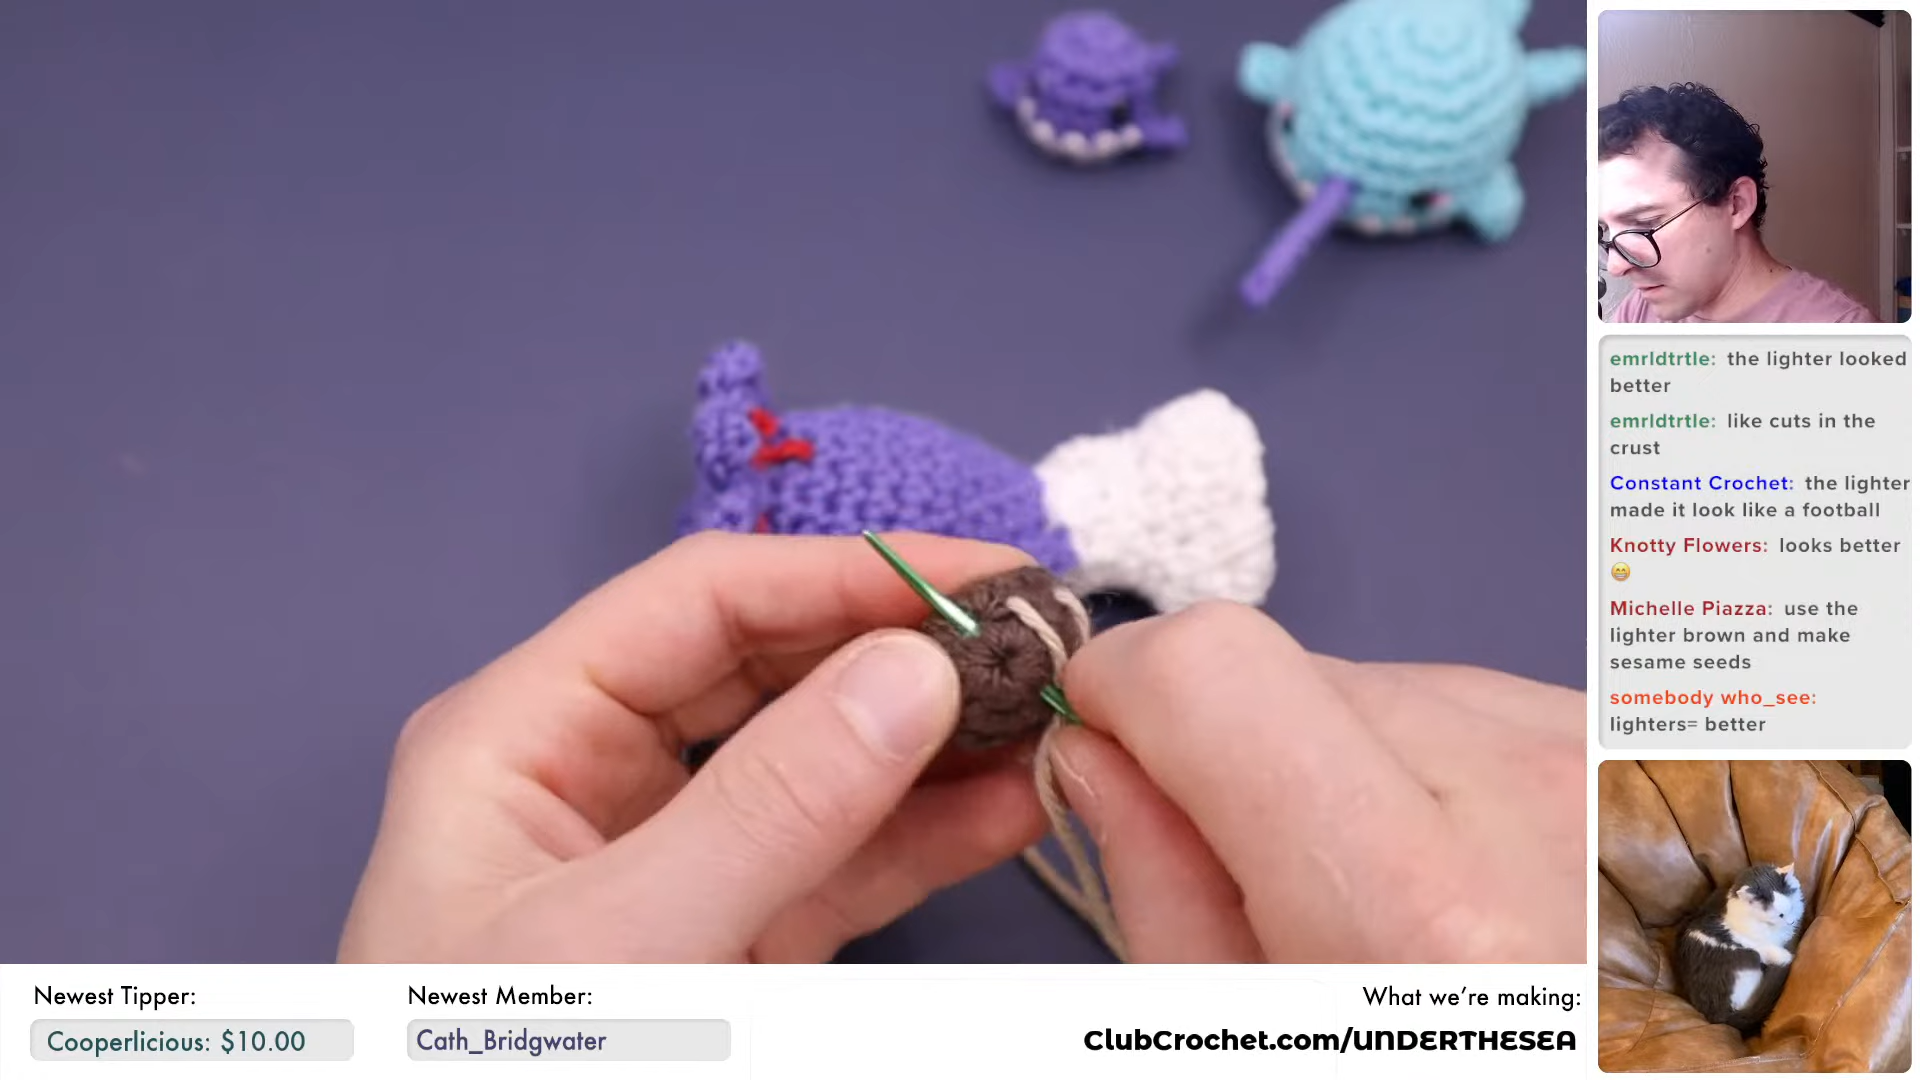 emrldtrtle: the lighter looked
better
emrldtrtle: like cuts in the
crust
Constant Crochet: the lighter
made it look like a football
Knotty Flowers: looks better
😁
Michelle Piazza: use the
lighter brown and make
sesame seeds
somebody who_see:
lighters= better
Newest Tipper:
Cooperlicious: $10.00
Newest Member:
Cath_Bridgwater
What we're making:
ClubCrochet.com/UNDERTHESEA